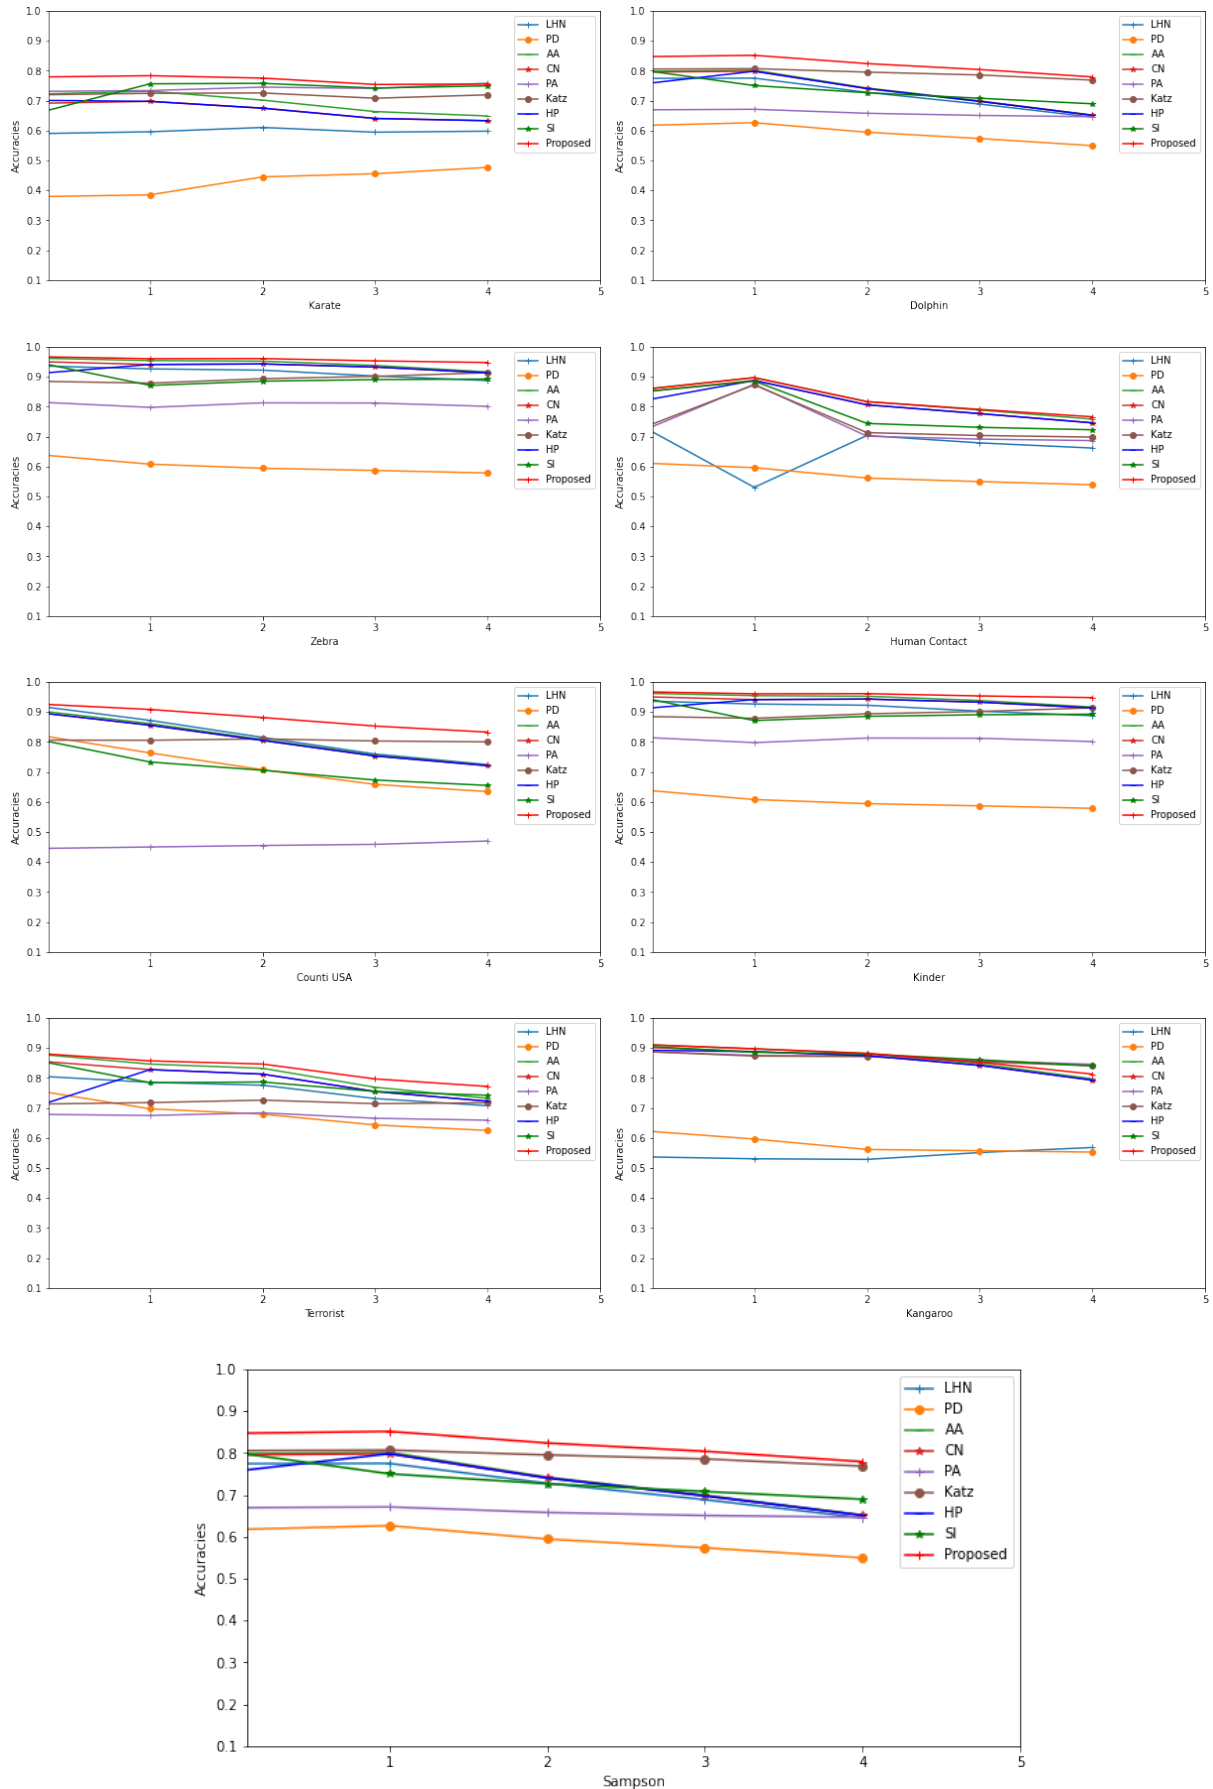 1.0
0.9
0.8
0.7
0.6
0.5
0.4
0.3
0.2
0.1
Accuracies
LHN
PD
AA
CN
PA
Katz
HP
SI
Proposed
1 2 3 4 5
Karate
1.0
0.9
0.8
0.7
0.6
0.5
0.4
0.3
0.2
0.1
Accuracies
LHN
PD
AA
CN
PA
Katz
HP
SI
Proposed
1 2 3 4 5
Dolphin
1.0
0.9
0.8
0.7
0.6
0.5
0.4
0.3
0.2
0.1
Accuracies
LHN
PD
AA
CN
PA
Katz
HP
SI
Proposed
1 2 3 4 5
Zebra
1.0
0.9
0.8
0.7
0.6
0.5
0.4
0.3
0.2
0.1
Accuracies
LHN
PD
AA
CN
PA
Katz
HP
SI
Proposed
1 2 3 4 5
Human Contact
1.0
0.9
0.8
0.7
0.6
0.5
0.4
0.3
0.2
0.1
Accuracies
LHN
PD
AA
CN
PA
Katz
HP
SI
Proposed
1 2 3 4 5
Counti USA
1.0
0.9
0.8
0.7
0.6
0.5
0.4
0.3
0.2
0.1
Accuracies
LHN
PD
AA
CN
PA
Katz
HP
SI
Proposed
1 2 3 4 5
Kinder
1.0
0.9
0.8
0.7
0.6
0.5
0.4
0.3
0.2
0.1
Accuracies
LHN
PD
AA
CN
PA
Katz
HP
SI
Proposed
1 2 3 4 5
Terrorist
1.0
0.9
0.8
0.7
0.6
0.5
0.4
0.3
0.2
0.1
Accuracies
LHN
PD
AA
CN
PA
Katz
HP
SI
Proposed
1 2 3 4 5
Kangaroo
1.0
0.9
0.8
0.7
0.6
0.5
0.4
0.3
0.2
0.1
Accuracies
LHN
PD
AA
CN
PA
Katz
HP
SI
Proposed
1 2 3 4 5
Sampson